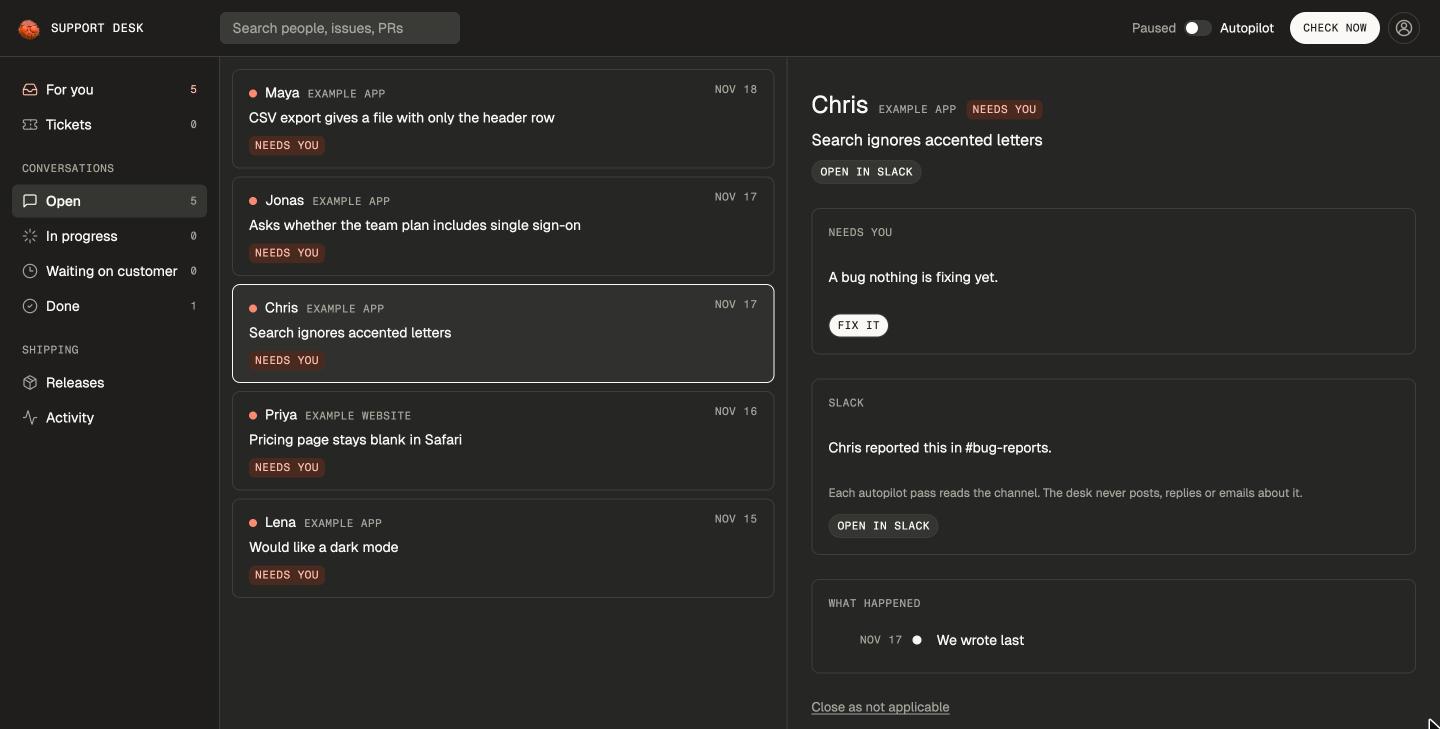 SUPPORT DESK
Search people, issues, PRs
Paused Autopilot
CHECK NOW
For you 5
Tickets 0
CONVERSATIONS
Open 5
In progress 0
Waiting on customer 0
Done 1
SHIPPING
Releases
Activity
Maya EXAMPLE APP NOV 18
CSV export gives a file with only the header row
NEEDS YOU
Jonas EXAMPLE APP NOV 17
Asks whether the team plan includes single sign-on
NEEDS YOU
Chris EXAMPLE APP NOV 17
Search ignores accented letters
NEEDS YOU
Priya EXAMPLE WEBSITE NOV 16
Pricing page stays blank in Safari
NEEDS YOU
Lena EXAMPLE APP NOV 15
Would like a dark mode
NEEDS YOU
Chris EXAMPLE APP NEEDS YOU
Search ignores accented letters
OPEN IN SLACK
NEEDS YOU
A bug nothing is fixing yet.
FIX IT
SLACK
Chris reported this in #bug-reports.
Each autopilot pass reads the channel. The desk never posts, replies or emails about it.
OPEN IN SLACK
WHAT HAPPENED
NOV 17 We wrote last
Close as not applicable